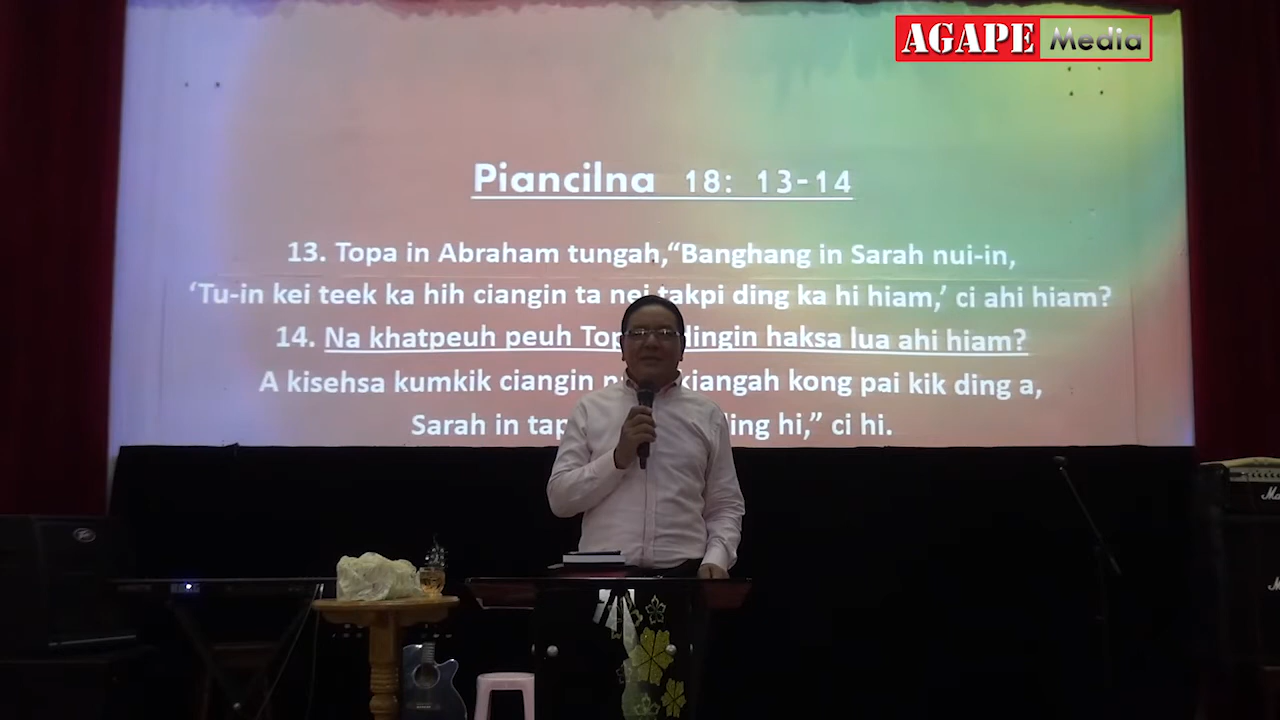 AGAPE Media
Piancilna 18: 13-14
13. Topa in Abraham tungah,“Banghang in Sarah nui-in,
‘Tu-in kei teek ka hih ciangin ta nei takpi ding ka hi hiam,’ ci ahi hiam?
14. Na khatpeuh peuh dingin haksa lua ahi hiam?
A kisehsa kumkik ciangin kiangah kong pai kik ding a,
Sarah in ding hi,” ci hi.